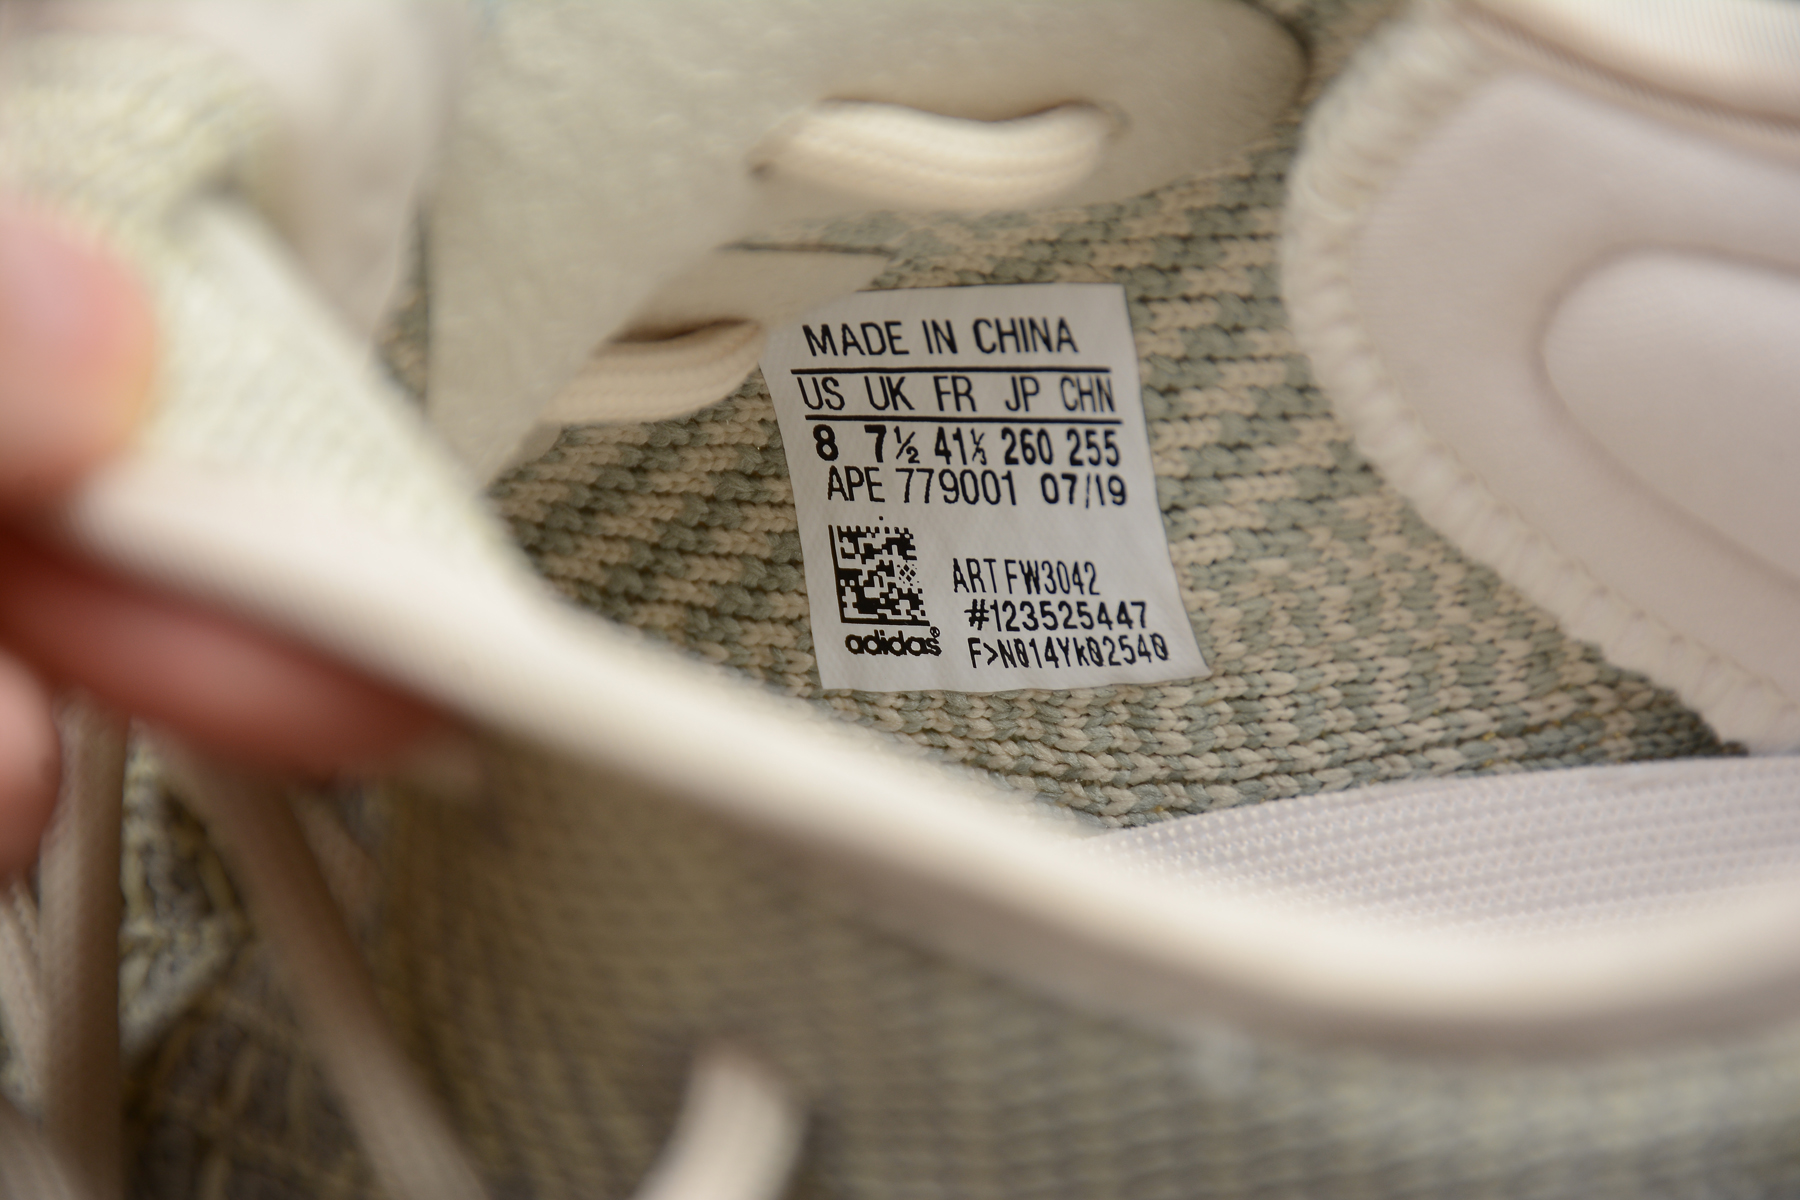 MADE IN CHINA
US UK FR JP CHN
8 7½ 41⅓ 260 255
APE 779001 07/19
ART FW3042
#123525447
F>N014Yk02540
adidas®